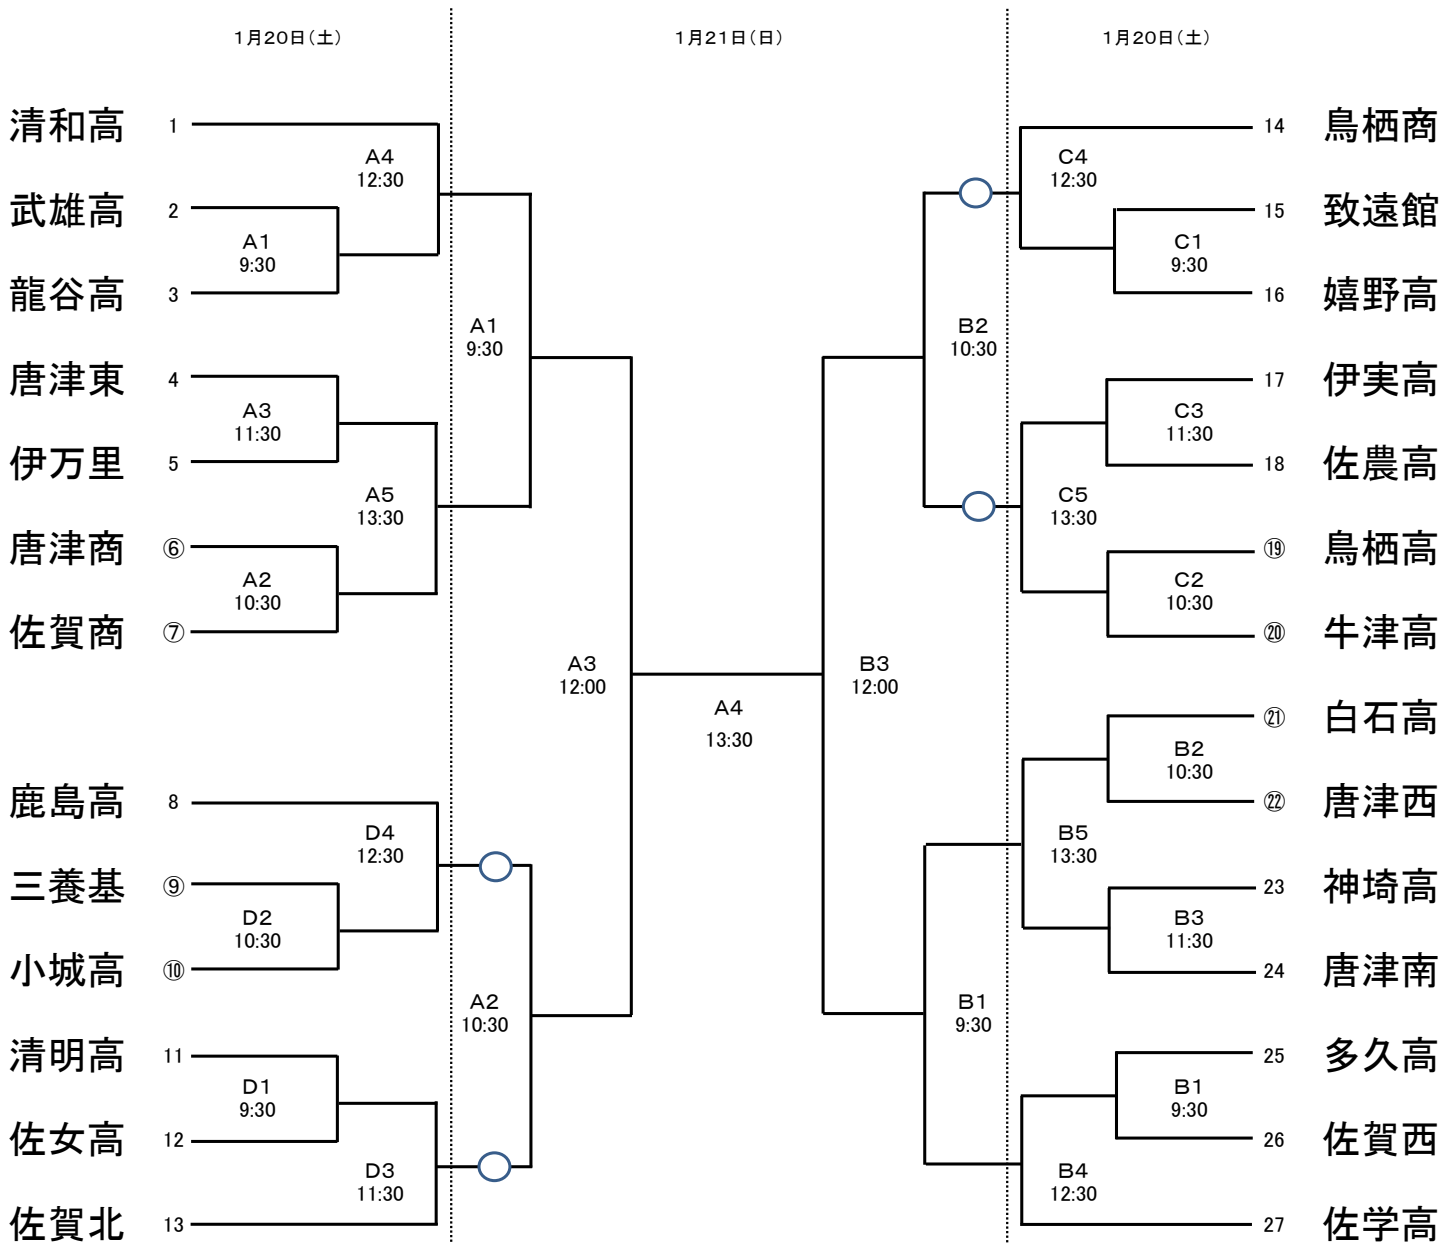 1月20日(土)
1月21日(日)
1月20日(土)
清和高 1
武雄高 2
龍谷高 3
唐津東 4
伊万里 5
唐津商 ⑥
佐賀商 ⑦
鹿島高 8
三養基 ⑨
小城高 ⑩
清明高 11
佐女高 12
佐賀北 13
A4
12:30
A1
9:30
A3
11:30
A5
13:30
A2
10:30
D4
12:30
D2
10:30
D1
9:30
D3
11:30
A1
9:30
A2
10:30
A3
12:00
A4
13:30
B3
12:00
B2
10:30
B1
9:30
C4
12:30
C1
9:30
C3
11:30
C5
13:30
C2
10:30
B2
10:30
B5
13:30
B3
11:30
B1
9:30
B4
12:30
14 鳥栖商
15 致遠館
16 嬉野高
17 伊実高
18 佐農高
⑲ 鳥栖高
⑳ 牛津高
㉑ 白石高
㉒ 唐津西
23 神埼高
24 唐津南
25 多久高
26 佐賀西
27 佐学高